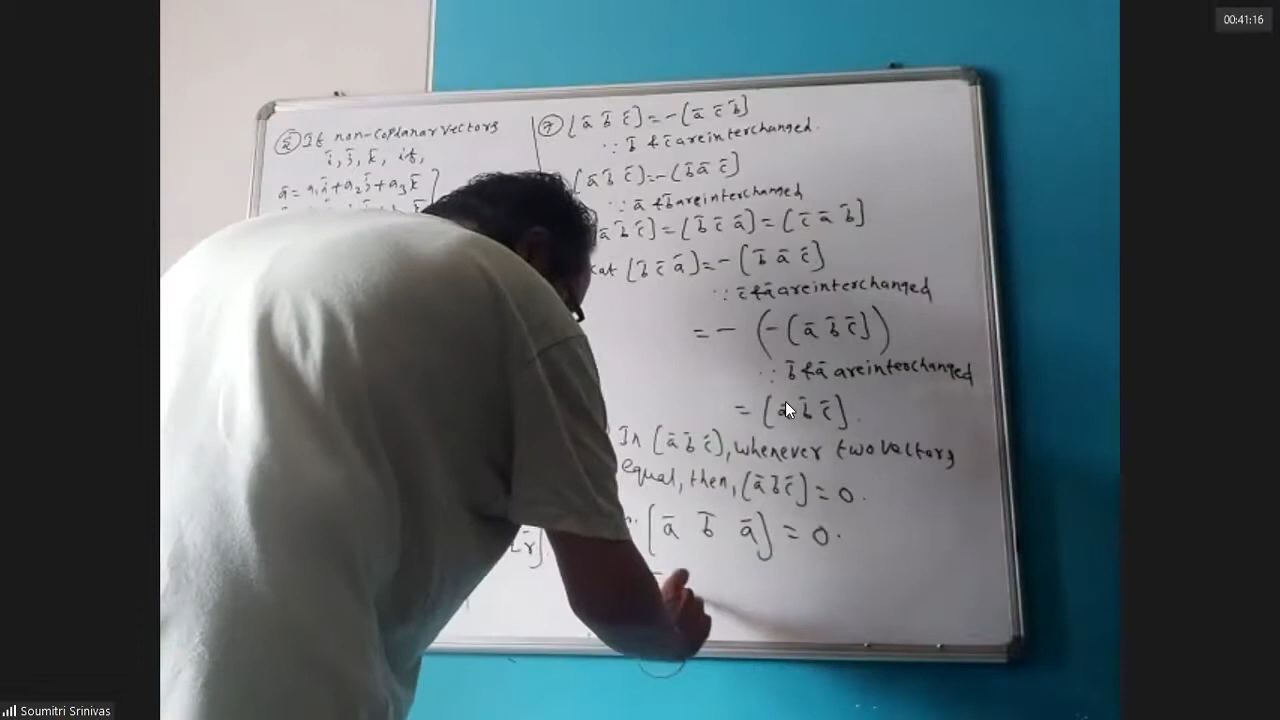 00:41:16
② If non-coplanar vectors
ī, j̄, k̄, if,
ā = a₁ī + a₂j̄ + a₃k̄
⑦ [ā b̄ c̄] = -[ā c̄ b̄]
∵ b̄ & c̄ are interchanged.
[ā b̄ c̄] = -[b̄ ā c̄]
∵ ā & b̄ are interchanged
[ā b̄ c̄] = [b̄ c̄ ā] = [c̄ ā b̄]
[b̄ c̄ ā] = -[b̄ ā c̄]
∵ c̄ & ā are interchanged
= -(-[ā b̄ c̄])
∵ b̄ & ā are interchanged
= [ā b̄ c̄].
In [ā b̄ c̄], whenever two vectors
equal, then, [ā b̄ c̄] = 0.
[ā b̄ ā] = 0.
r̄].
Soumitri Srinivas